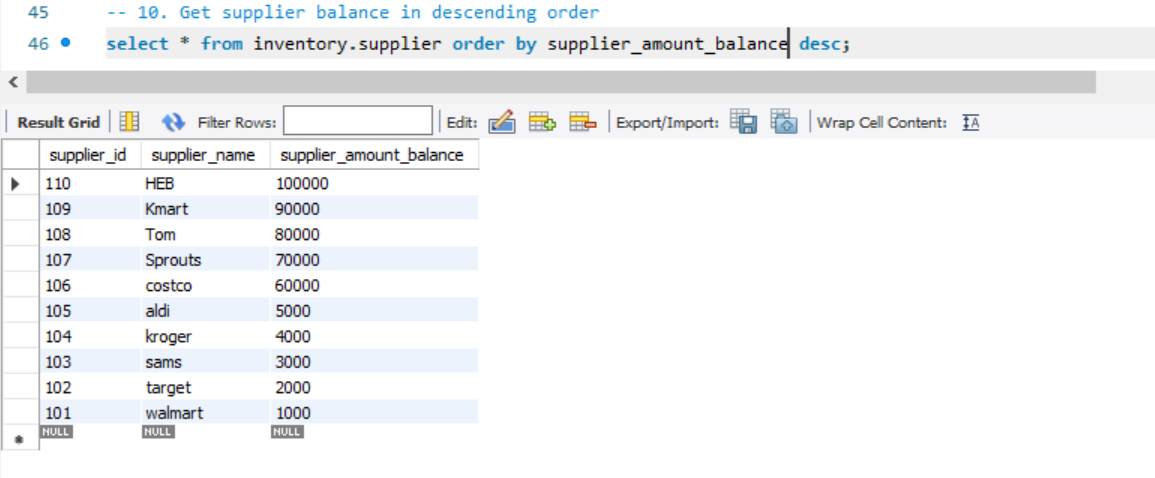 45 -- 10. Get supplier balance in descending order
46 select * from inventory.supplier order by supplier_amount_balance desc;
Result Grid Filter Rows: Edit: Export/Import: Wrap Cell Content: IA
supplier_id supplier_name supplier_amount_balance
110 HEB 100000
109 Kmart 90000
108 Tom 80000
107 Sprouts 70000
106 costco 60000
105 aldi 5000
104 kroger 4000
103 sams 3000
102 target 2000
101 walmart 1000
NULL NULL NULL